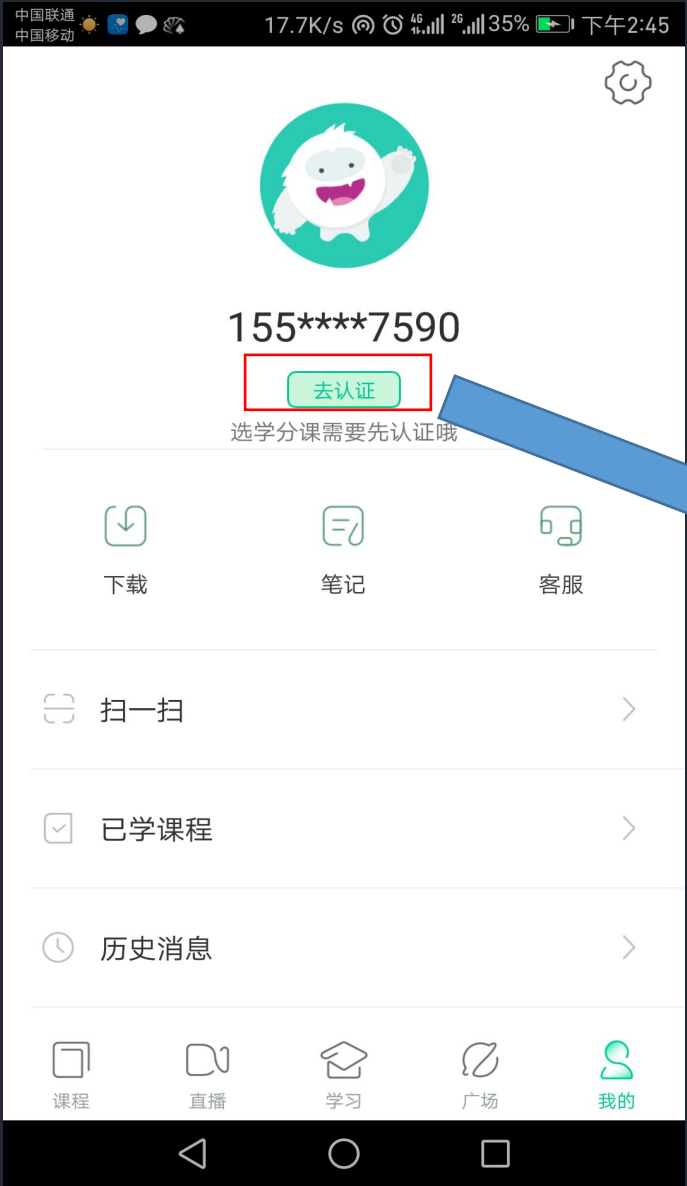 中国联通
中国移动
17.7K/s 4G 2G 35% 下午2:45
155****7590
去认证
选学分课需要先认证哦
下载 笔记 客服
扫一扫
已学课程
历史消息
课程 直播 学习 广场 我的